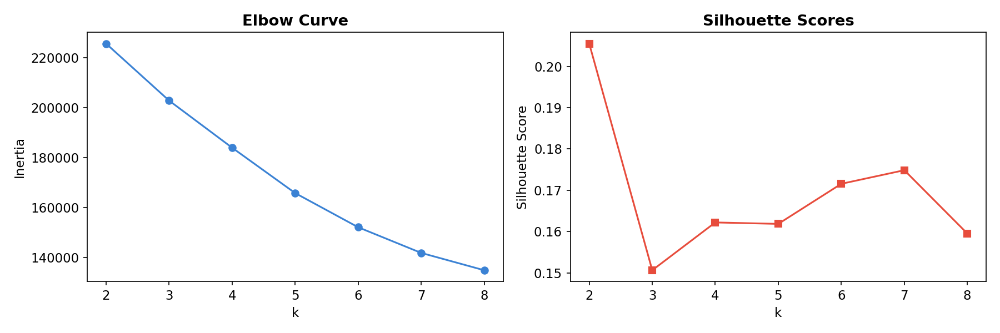 Elbow Curve
Inertia
220000
200000
180000
160000
140000
2 3 4 5 6 7 8
k
Silhouette Scores
Silhouette Score
0.20
0.19
0.18
0.17
0.16
0.15
2 3 4 5 6 7 8
k